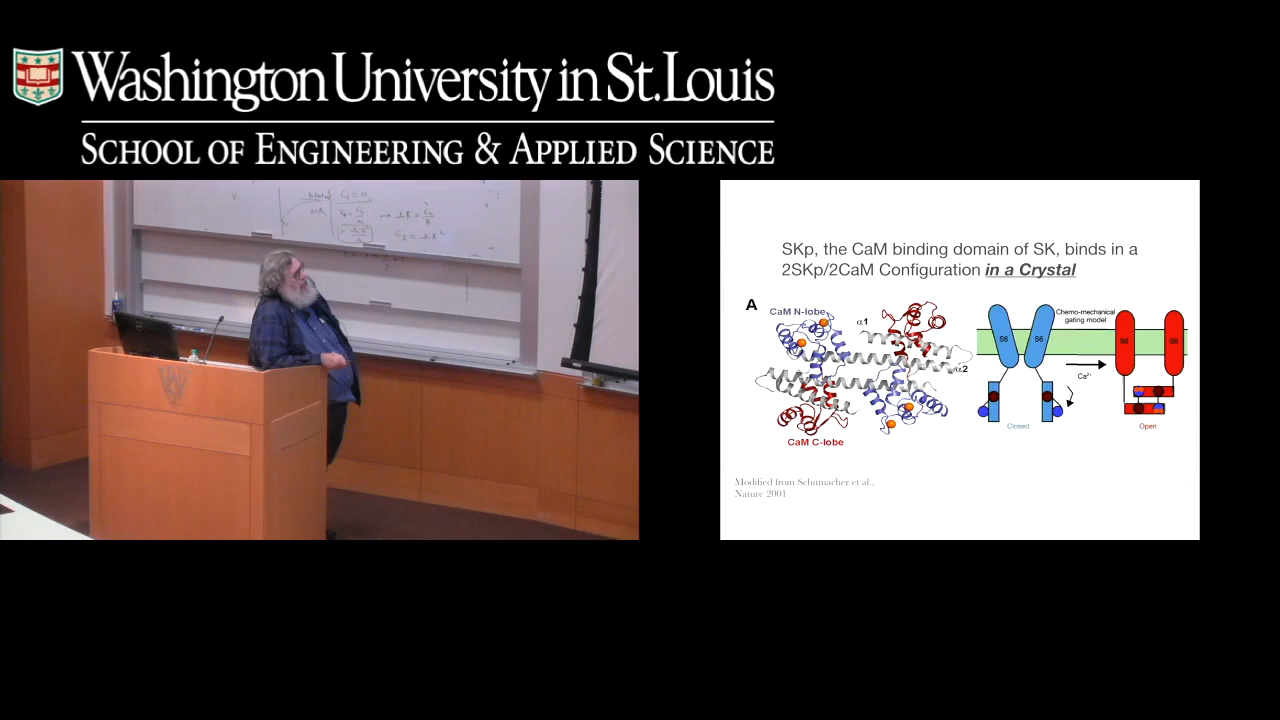 Washington University in St. Louis
SCHOOL OF ENGINEERING & APPLIED SCIENCE
SKp, the CaM binding domain of SK, binds in a
2SKp/2CaM Configuration in a Crystal
A
CaM N-lobe
α1
α2
CaM C-lobe
Chemo-mechanical
gating model
S6
S6
S6
S6
Ca²⁺
Closed
Open
Modified from Schumacher et al.,
Nature 2001